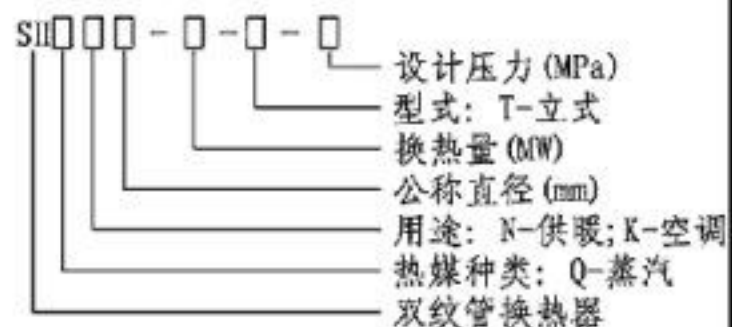 SⅡ□□□-□-□-□
设计压力(MPa)
型式: T-立式
换热量(MW)
公称直径(mm)
用途: N-供暖;K-空调
热媒种类: Q-蒸汽
双纹管换热器